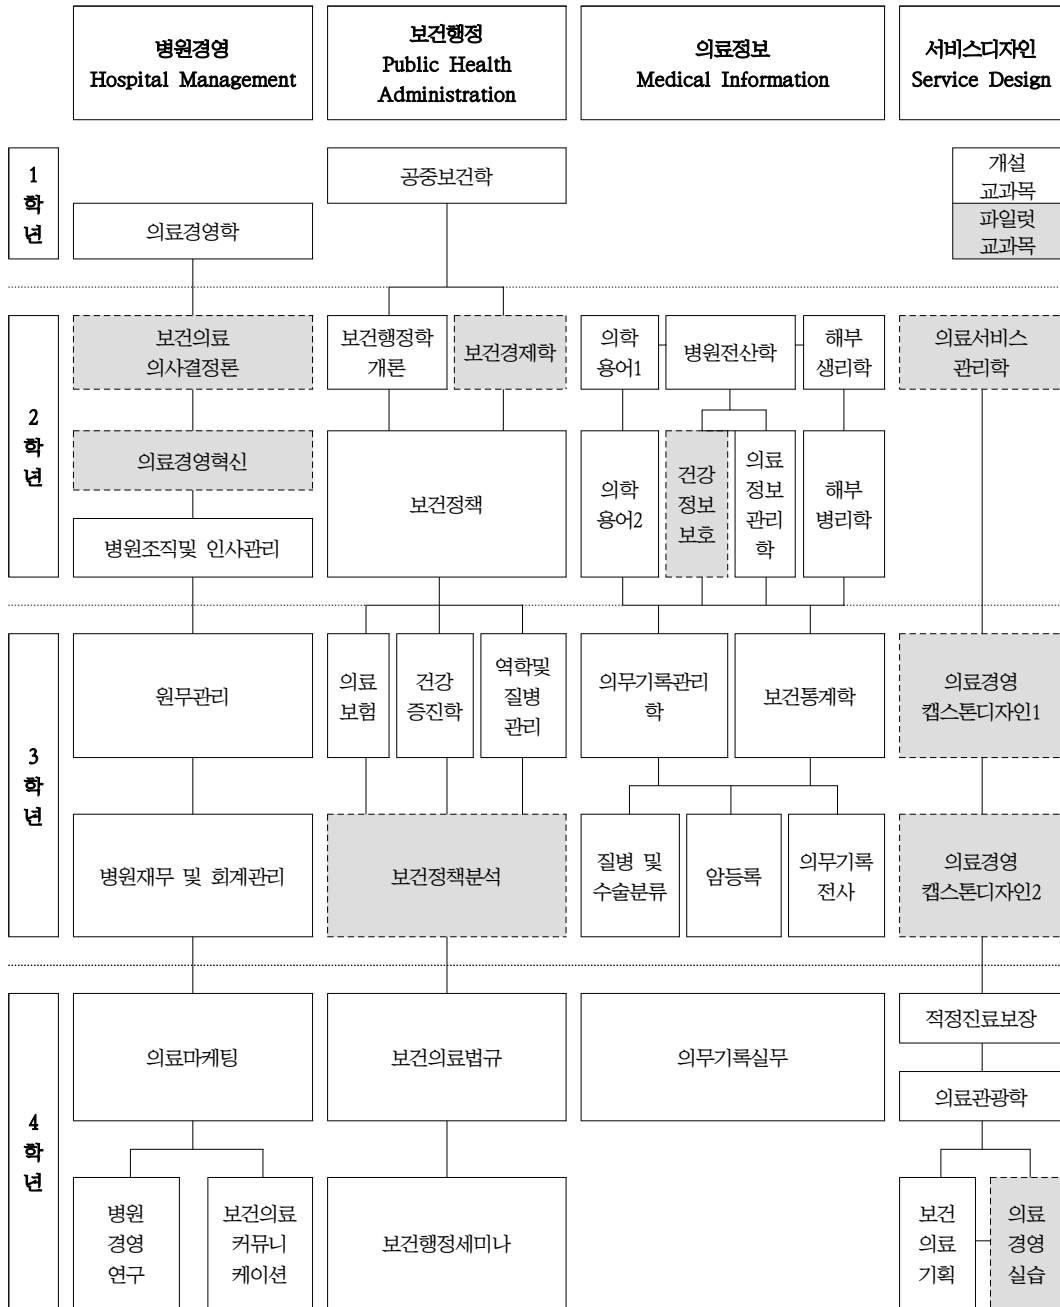 병원경영
Hospital Management
보건행정
Public Health
Administration
의료정보
Medical Information
서비스디자인
Service Design
1
학
년
의료경영학
공중보건학
개설
교과목
파일럿
교과목
2
학
년
보건의료
의사결정론
보건행정학
개론
보건경제학
의학
용어1
병원전산학
해부
생리학
의료서비스
관리학
의료경영혁신
병원조직및 인사관리
보건정책
의학
용어2
건강
정보
보호
의료
정보
관리
학
해부
병리학
3
학
년
원무관리
의료
보험
건강
증진학
역학및
질병
관리
의무기록관리
학
보건통계학
의료경영
캡스톤디자인1
병원재무 및 회계관리
보건정책분석
질병 및
수술분류
암등록
의무기록
전사
의료경영
캡스톤디자인2
4
학
년
의료마케팅
보건의료법규
의무기록실무
적정진료보장
의료관광학
병원
경영
연구
보건의료
커뮤니
케이션
보건행정세미나
보건
의료
기획
의료
경영
실습